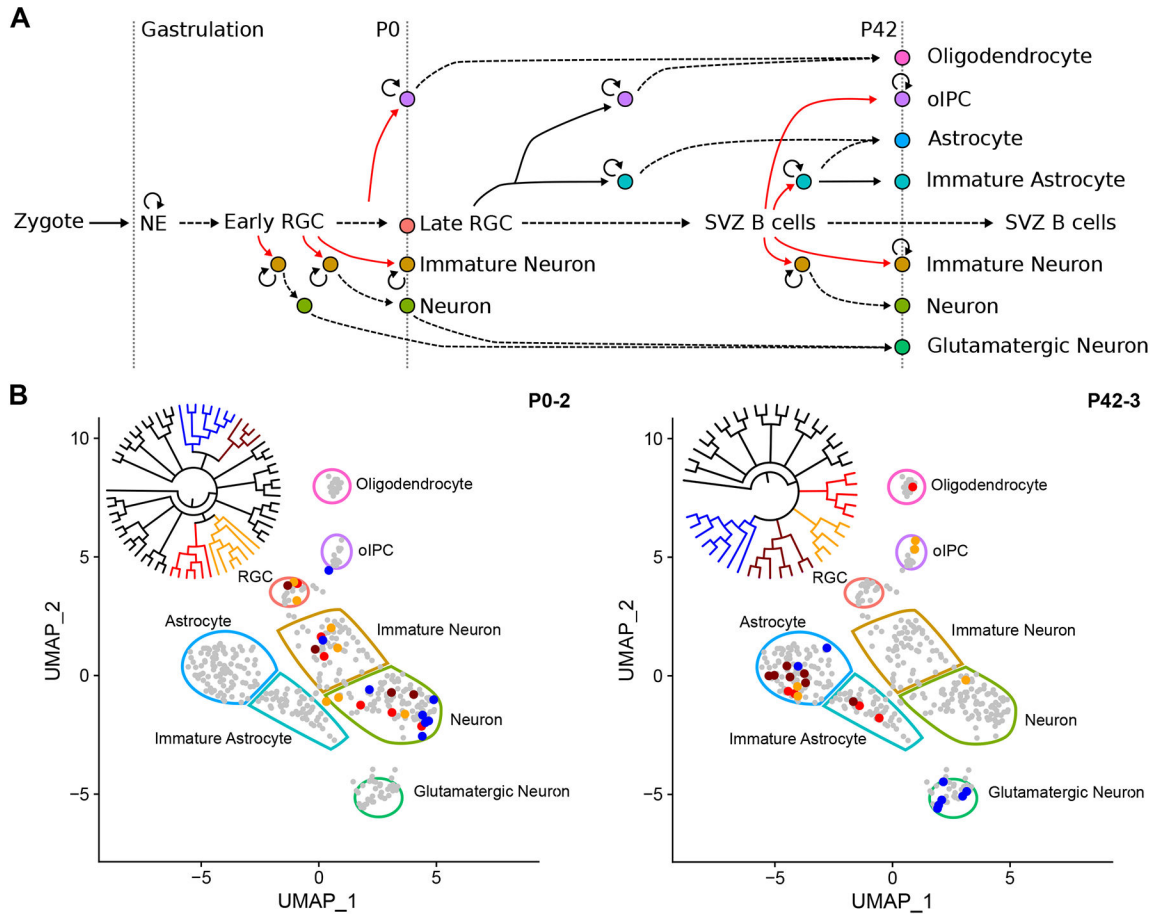 A
Gastrulation
P0
P42
Oligodendrocyte
oIPC
Astrocyte
Immature Astrocyte
Zygote
NE
Early RGC
Late RGC
SVZ B cells
SVZ B cells
Immature Neuron
Immature Neuron
Neuron
Neuron
Glutamatergic Neuron
B
P0-2
10
5
0
−5
UMAP_2
−5
0
5
UMAP_1
Oligodendrocyte
oIPC
RGC
Astrocyte
Immature Neuron
Neuron
Immature Astrocyte
Glutamatergic Neuron
P42-3
10
5
0
−5
UMAP_2
−5
0
5
UMAP_1
Oligodendrocyte
oIPC
RGC
Astrocyte
Immature Neuron
Neuron
Immature Astrocyte
Glutamatergic Neuron